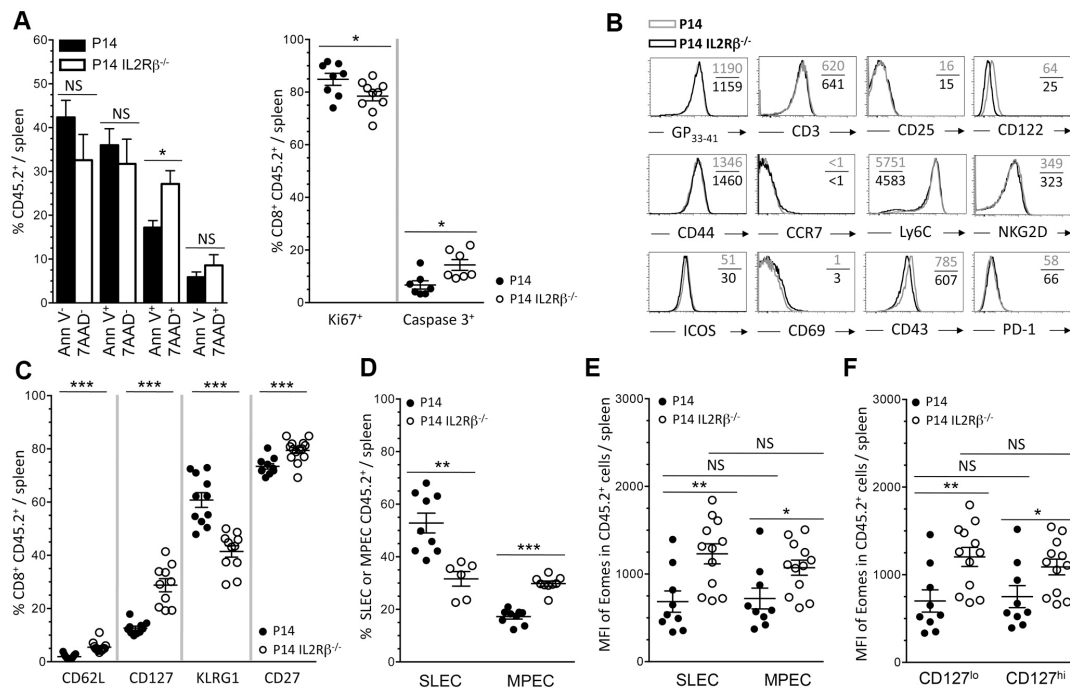 A
P14
P14 IL2Rβ-/-
60
50
40
30
20
10
0
% CD45.2+ / spleen
NS
NS
*
NS
Ann V-
7AAD-
Ann V+
7AAD-
Ann V+
7AAD+
Ann V-
7AAD+
100
80
60
40
20
0
% CD8+ CD45.2+ / spleen
*
*
P14
P14 IL2Rβ-/-
Ki67+
Caspase 3+
B
P14
P14 IL2Rβ-/-
1190
1159
620
641
16
15
64
25
GP33-41
CD3
CD25
CD122
1346
1460
<1
<1
5751
4583
349
323
CD44
CCR7
Ly6C
NKG2D
51
30
1
3
785
607
58
66
ICOS
CD69
CD43
PD-1
C
***
***
***
***
100
80
60
40
20
0
% CD8+ CD45.2+ / spleen
P14
P14 IL2Rβ-/-
CD62L
CD127
KLRG1
CD27
D
P14
P14 IL2Rβ-/-
100
80
60
40
20
0
% SLEC or MPEC CD45.2+ / spleen
**
***
SLEC
MPEC
E
P14
P14 IL2Rβ-/-
3000
2000
1000
0
MFI of Eomes in CD45.2+ cells / spleen
NS
NS
**
*
SLEC
MPEC
F
P14
P14 IL2Rβ-/-
3000
2000
1000
0
MFI of Eomes in CD45.2+ cells / spleen
NS
NS
**
*
CD127lo
CD127hi